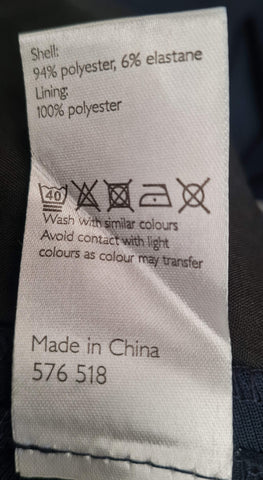 Shell:
94% polyester, 6% elastane
Lining:
100% polyester
40
Wash with similar colours
Avoid contact with light
colours as colour may transfer
Made in China
576 518